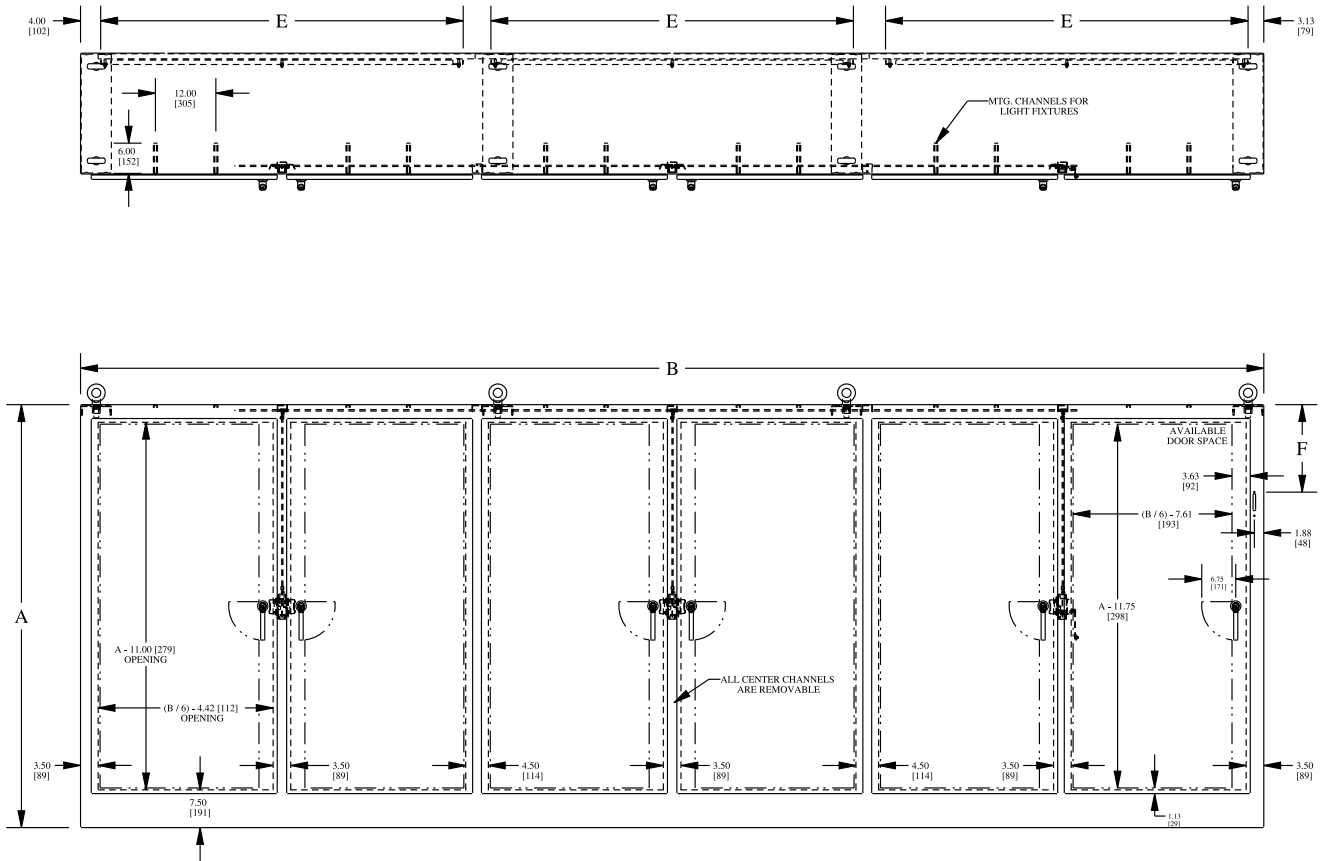 4.00
[102]
E
E
E
3.13
[79]
12.00
[305]
MTG. CHANNELS FOR
LIGHT FIXTURES
6.00
[152]
B
AVAILABLE
DOOR SPACE
F
3.63
[92]
(B / 6) - 7.61
[193]
1.88
[48]
6.75
[171]
A
A - 11.75
[298]
A - 11.00 [279]
OPENING
ALL CENTER CHANNELS
ARE REMOVABLE
(B / 6) - 4.42 [112]
OPENING
3.50
[89]
3.50
[89]
4.50
[114]
3.50
[89]
4.50
[114]
3.50
[89]
3.50
[89]
7.50
[191]
1.13
[29]